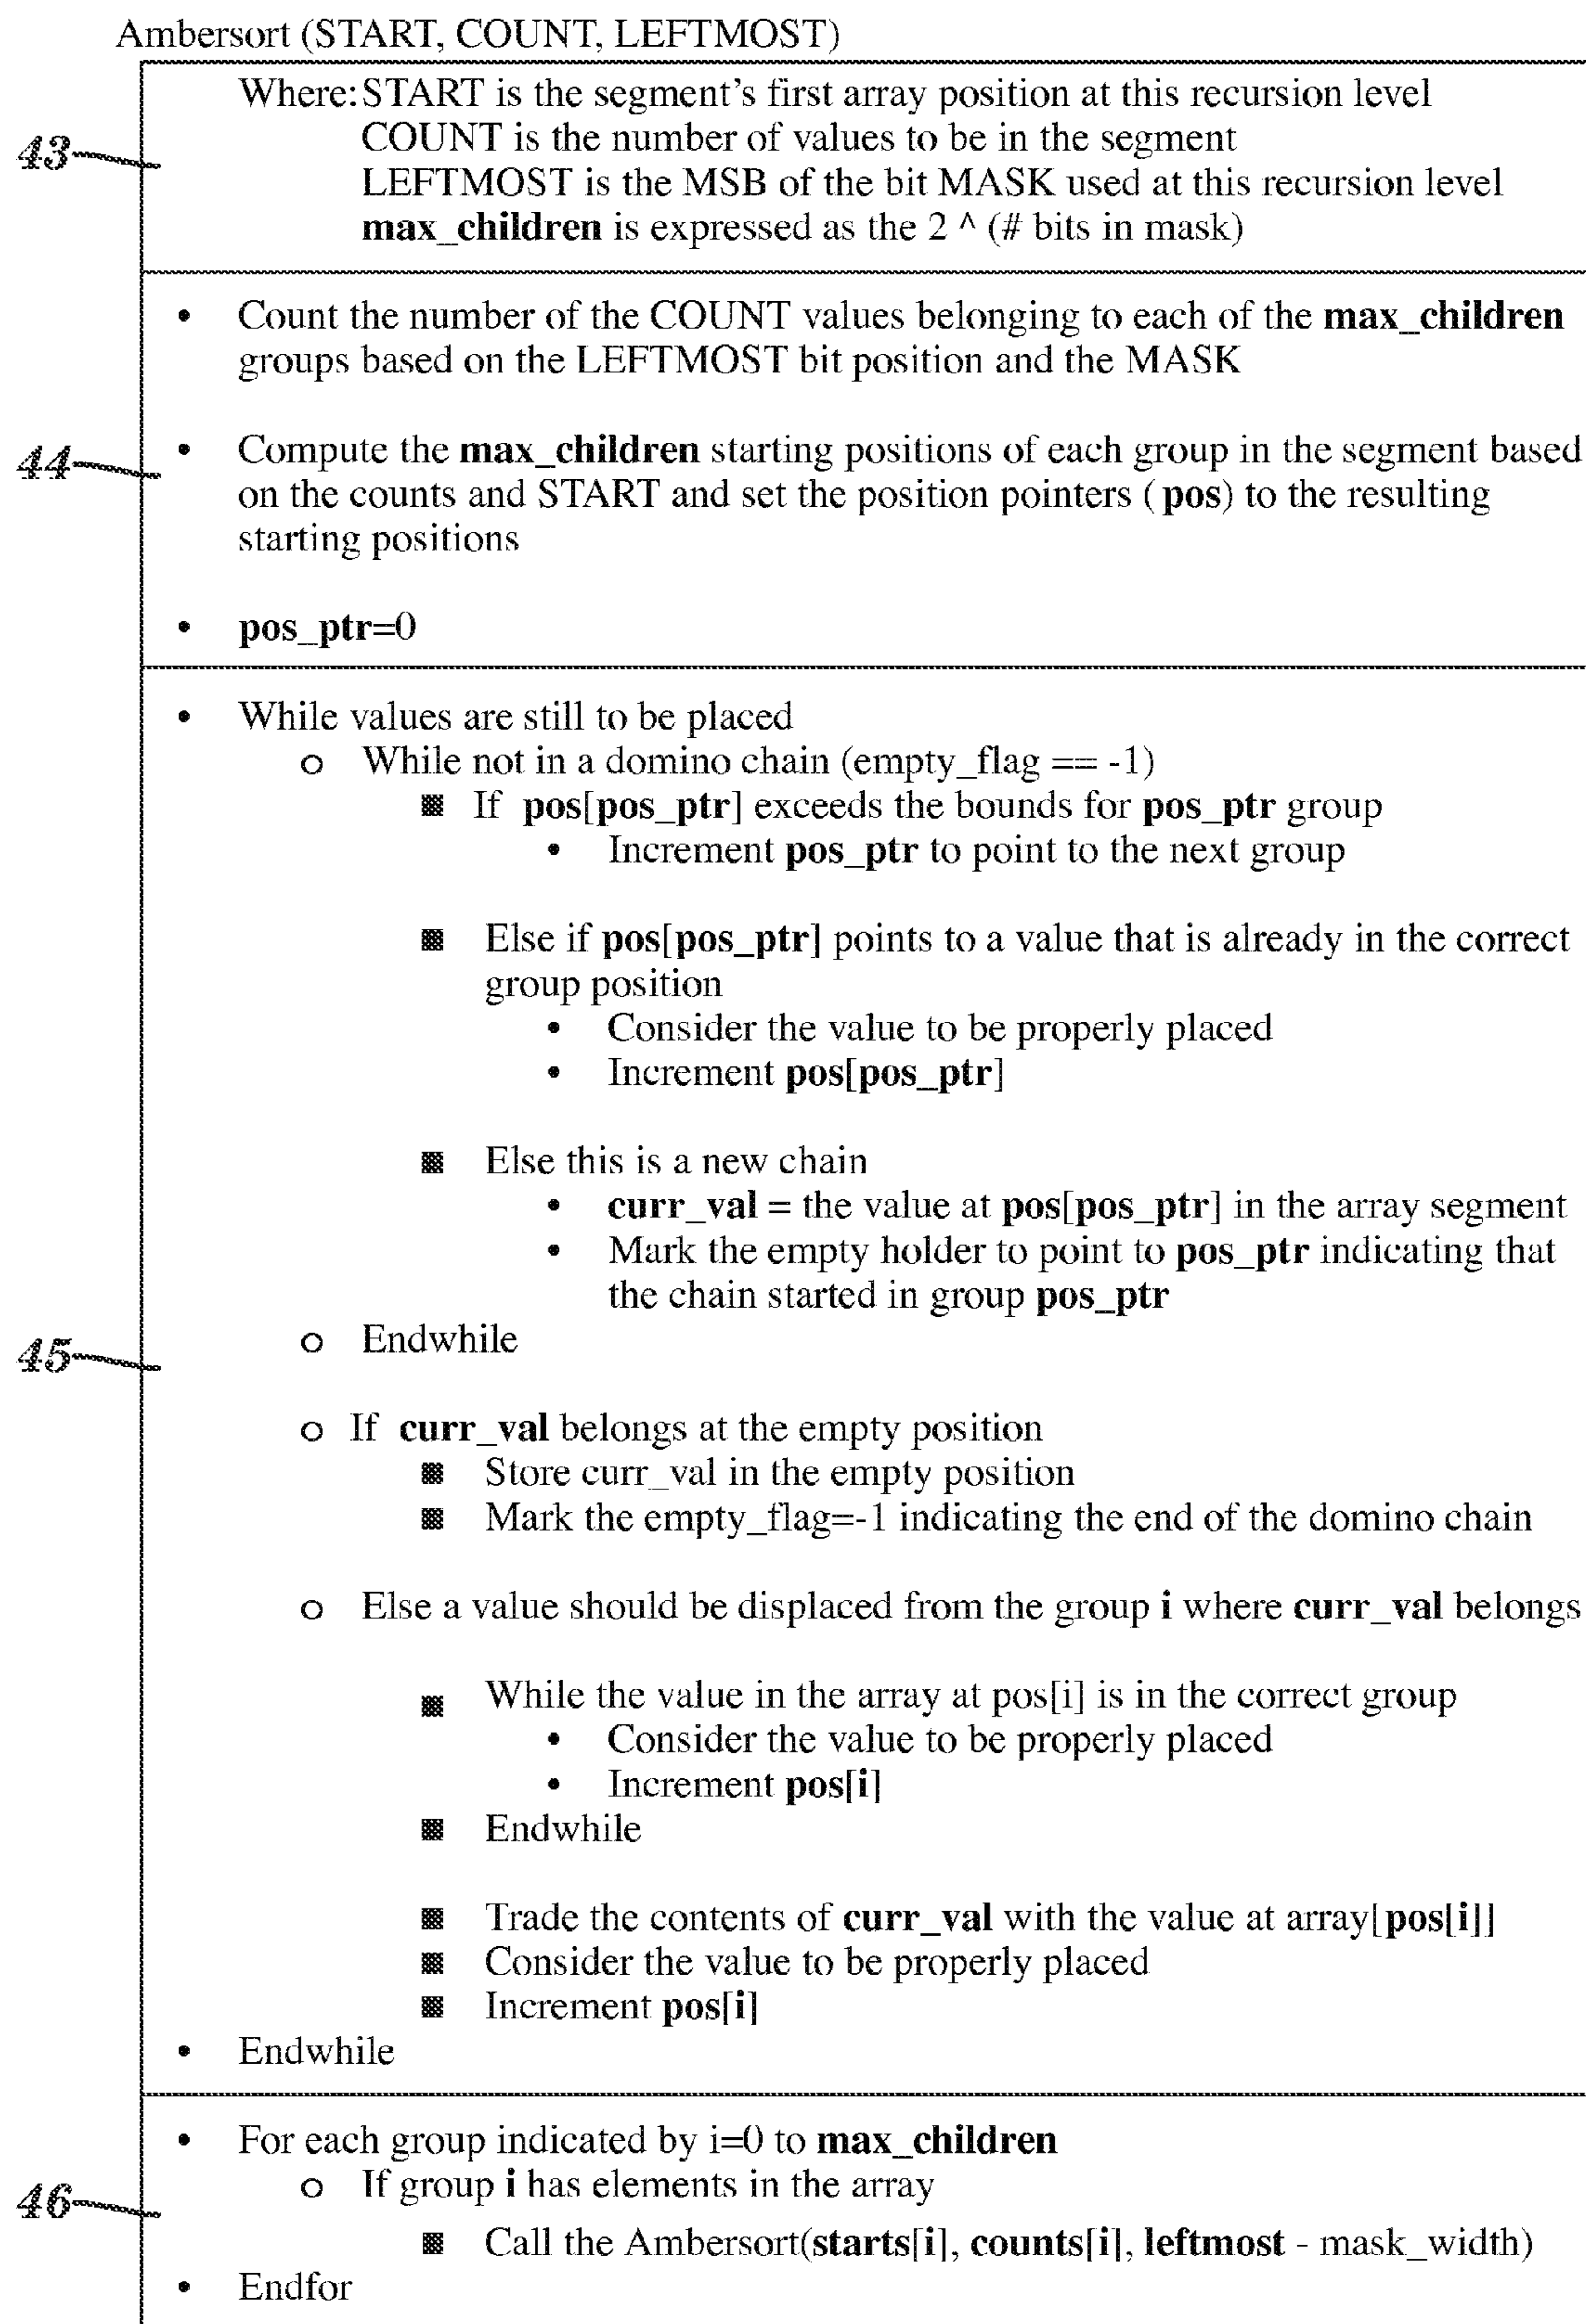 Ambersort (START, COUNT, LEFTMOST)
Where: START is the segment's first array position at this recursion level
COUNT is the number of values to be in the segment
43
LEFTMOST is the MSB of the bit MASK used at this recursion level
max_children is expressed as the 2 ^ (# bits in mask)
• Count the number of the COUNT values belonging to each of the max_children
groups based on the LEFTMOST bit position and the MASK
44
• Compute the max_children starting positions of each group in the segment based
on the counts and START and set the position pointers ( pos) to the resulting
starting positions
• pos_ptr=0
• While values are still to be placed
o While not in a domino chain (empty_flag == -1)
▪ If pos[pos_ptr] exceeds the bounds for pos_ptr group
• Increment pos_ptr to point to the next group
▪ Else if pos[pos_ptr] points to a value that is already in the correct
group position
• Consider the value to be properly placed
• Increment pos[pos_ptr]
▪ Else this is a new chain
• curr_val = the value at pos[pos_ptr] in the array segment
• Mark the empty holder to point to pos_ptr indicating that
the chain started in group pos_ptr
45
o Endwhile
o If curr_val belongs at the empty position
▪ Store curr_val in the empty position
▪ Mark the empty_flag=-1 indicating the end of the domino chain
o Else a value should be displaced from the group i where curr_val belongs
▪ While the value in the array at pos[i] is in the correct group
• Consider the value to be properly placed
• Increment pos[i]
▪ Endwhile
▪ Trade the contents of curr_val with the value at array[pos[i]]
▪ Consider the value to be properly placed
▪ Increment pos[i]
• Endwhile
• For each group indicated by i=0 to max_children
o If group i has elements in the array
46
▪ Call the Ambersort(starts[i], counts[i], leftmost - mask_width)
• Endfor